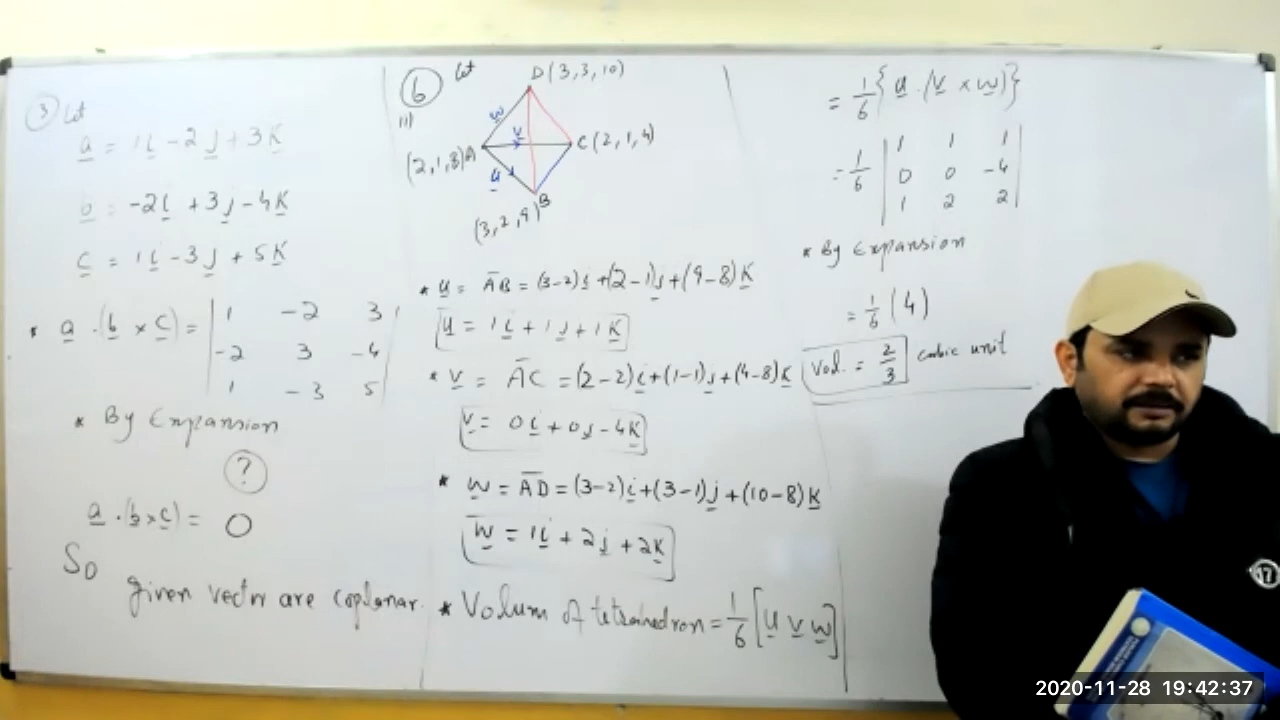 3 Let
a = 1i - 2j + 3K
b = -2i + 3j - 4K
c = 1i - 3j + 5K
* a . (b × c) = | 1 -2 3 |
-2 3 -4
1 -3 5
* By Expansion
?
a . (b × c) = 0
So
given vector are coplanar.
6 Let
ii)
D(3,3,10)
w
v
(2,1,8)A
C(2,1,4)
u
B
(3,2,9)
* u = AB = (3-2)i + (2-1)j + (9-8)K
u = 1i + 1j + 1K
* v = AC = (2-2)i + (1-1)j + (4-8)K
v = 0i + 0j - 4K
* w = AD = (3-2)i + (3-1)j + (10-8)K
w = 1i + 2j + 2K
* Volum of tetrahedron = 1/6 [u v w]
= 1/6 {u . (v × w)}
= 1/6 | 1 1 1 |
0 0 -4
1 2 2
* By Expansion
= 1/6 (4)
Vol. = 2/3 cubic unit
17
2020-11-28 19:42:37